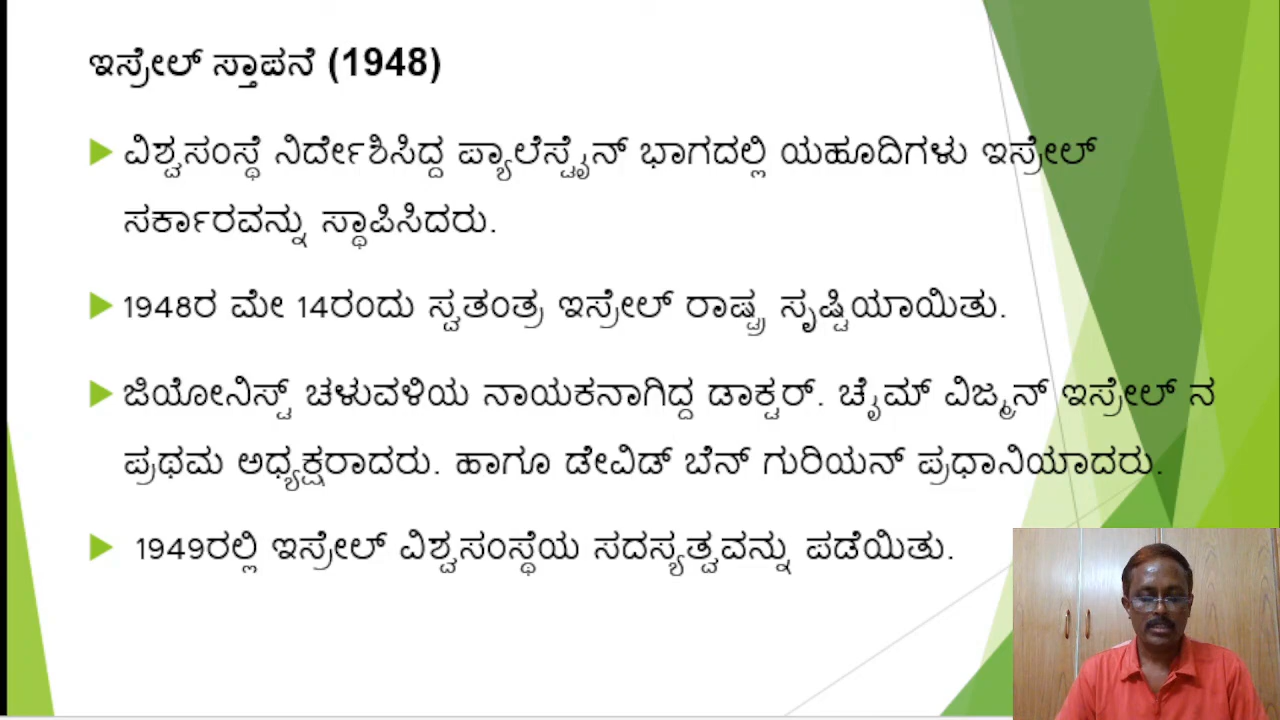 ಇಸ್ರೇಲ್ ಸ್ತಾಪನೆ (1948)
ವಿಶ್ವಸಂಸ್ಥೆ ನಿರ್ದೇಶಿಸಿದ್ದ ಪ್ಯಾಲೆಸ್ಟೈನ್ ಭಾಗದಲ್ಲಿ ಯಹೂದಿಗಳು ಇಸ್ರೇಲ್
ಸರ್ಕಾರವನ್ನು ಸ್ಥಾಪಿಸಿದರು.
1948ರ ಮೇ 14ರಂದು ಸ್ವತಂತ್ರ ಇಸ್ರೇಲ್ ರಾಷ್ಟ್ರ ಸೃಷ್ಟಿಯಾಯಿತು.
ಜಿಯೋನಿಸ್ಟ್ ಚಳುವಳಿಯ ನಾಯಕನಾಗಿದ್ದ ಡಾಕ್ಟರ್. ಚೈಮ್ ವಿಜ್ಮನ್ ಇಸ್ರೇಲ್ ನ
ಪ್ರಥಮ ಅಧ್ಯಕ್ಷರಾದರು. ಹಾಗೂ ಡೇವಿಡ್ ಬೆನ್ ಗುರಿಯನ್ ಪ್ರಧಾನಿಯಾದರು.
1949ರಲ್ಲಿ ಇಸ್ರೇಲ್ ವಿಶ್ವಸಂಸ್ಥೆಯ ಸದಸ್ಯತ್ವವನ್ನು ಪಡೆಯಿತು.